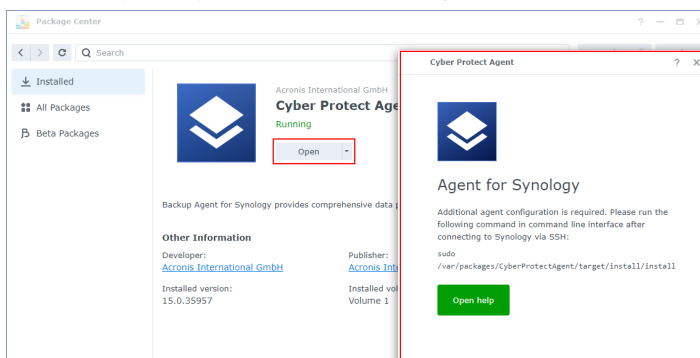 Package Center
Search
Installed
All Packages
Beta Packages
Acronis International GmbH
Cyber Protect Age
Running
Open
Backup Agent for Synology provides comprehensive data p
Other Information
Developer:
Acronis International GmbH
Publisher:
Acronis Inte
Installed version:
15.0.35957
Installed vol
Volume 1
Cyber Protect Agent
Agent for Synology
Additional agent configuration is required. Please run the
following command in command line interface after
connecting to Synology via SSH:
sudo
/var/packages/CyberProtectAgent/target/install/install
Open help